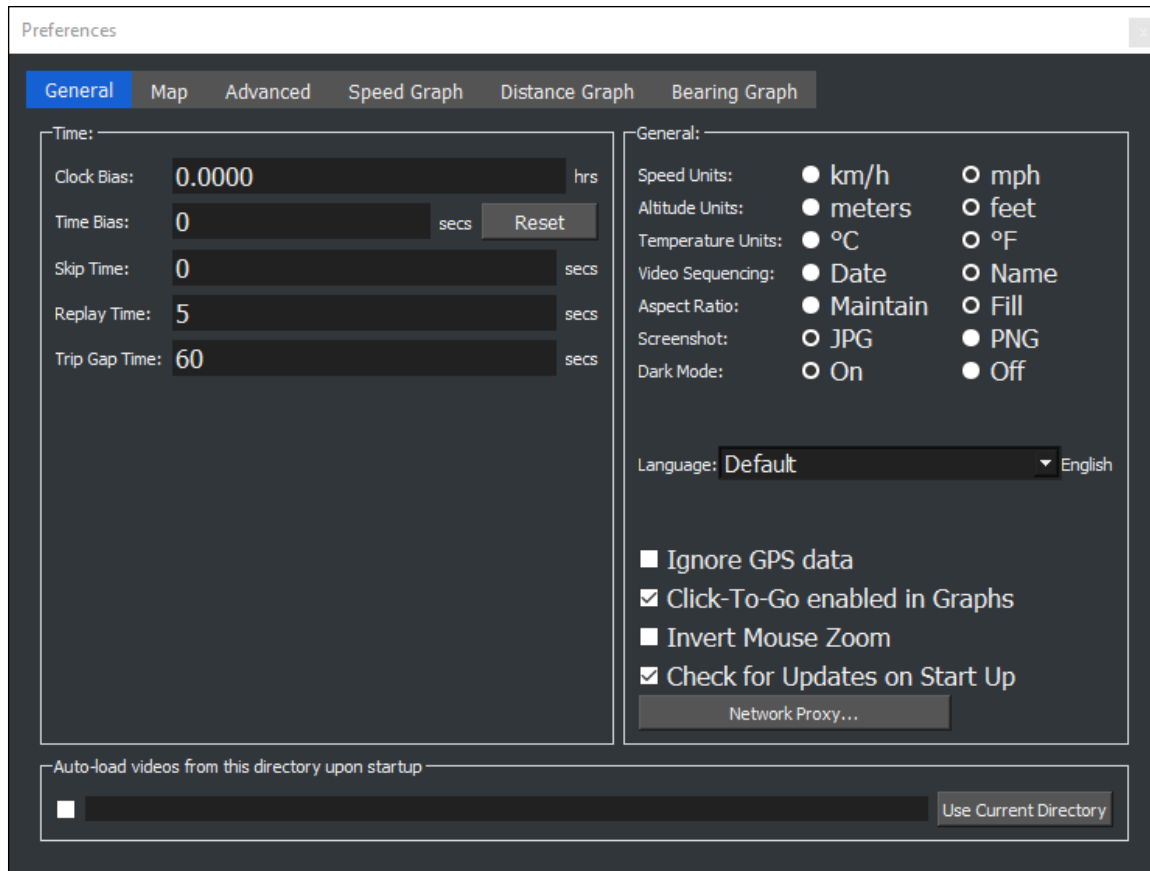 Preferences
General Map Advanced Speed Graph Distance Graph Bearing Graph
Time:
Clock Bias: 0.0000 hrs
Time Bias: 0 secs Reset
Skip Time: 0 secs
Replay Time: 5 secs
Trip Gap Time: 60 secs
General:
Speed Units: km/h mph
Altitude Units: meters feet
Temperature Units: °C °F
Video Sequencing: Date Name
Aspect Ratio: Maintain Fill
Screenshot: JPG PNG
Dark Mode: On Off
Language: Default English
Ignore GPS data
Click-To-Go enabled in Graphs
Invert Mouse Zoom
Check for Updates on Start Up
Network Proxy...
Auto-load videos from this directory upon startup
Use Current Directory